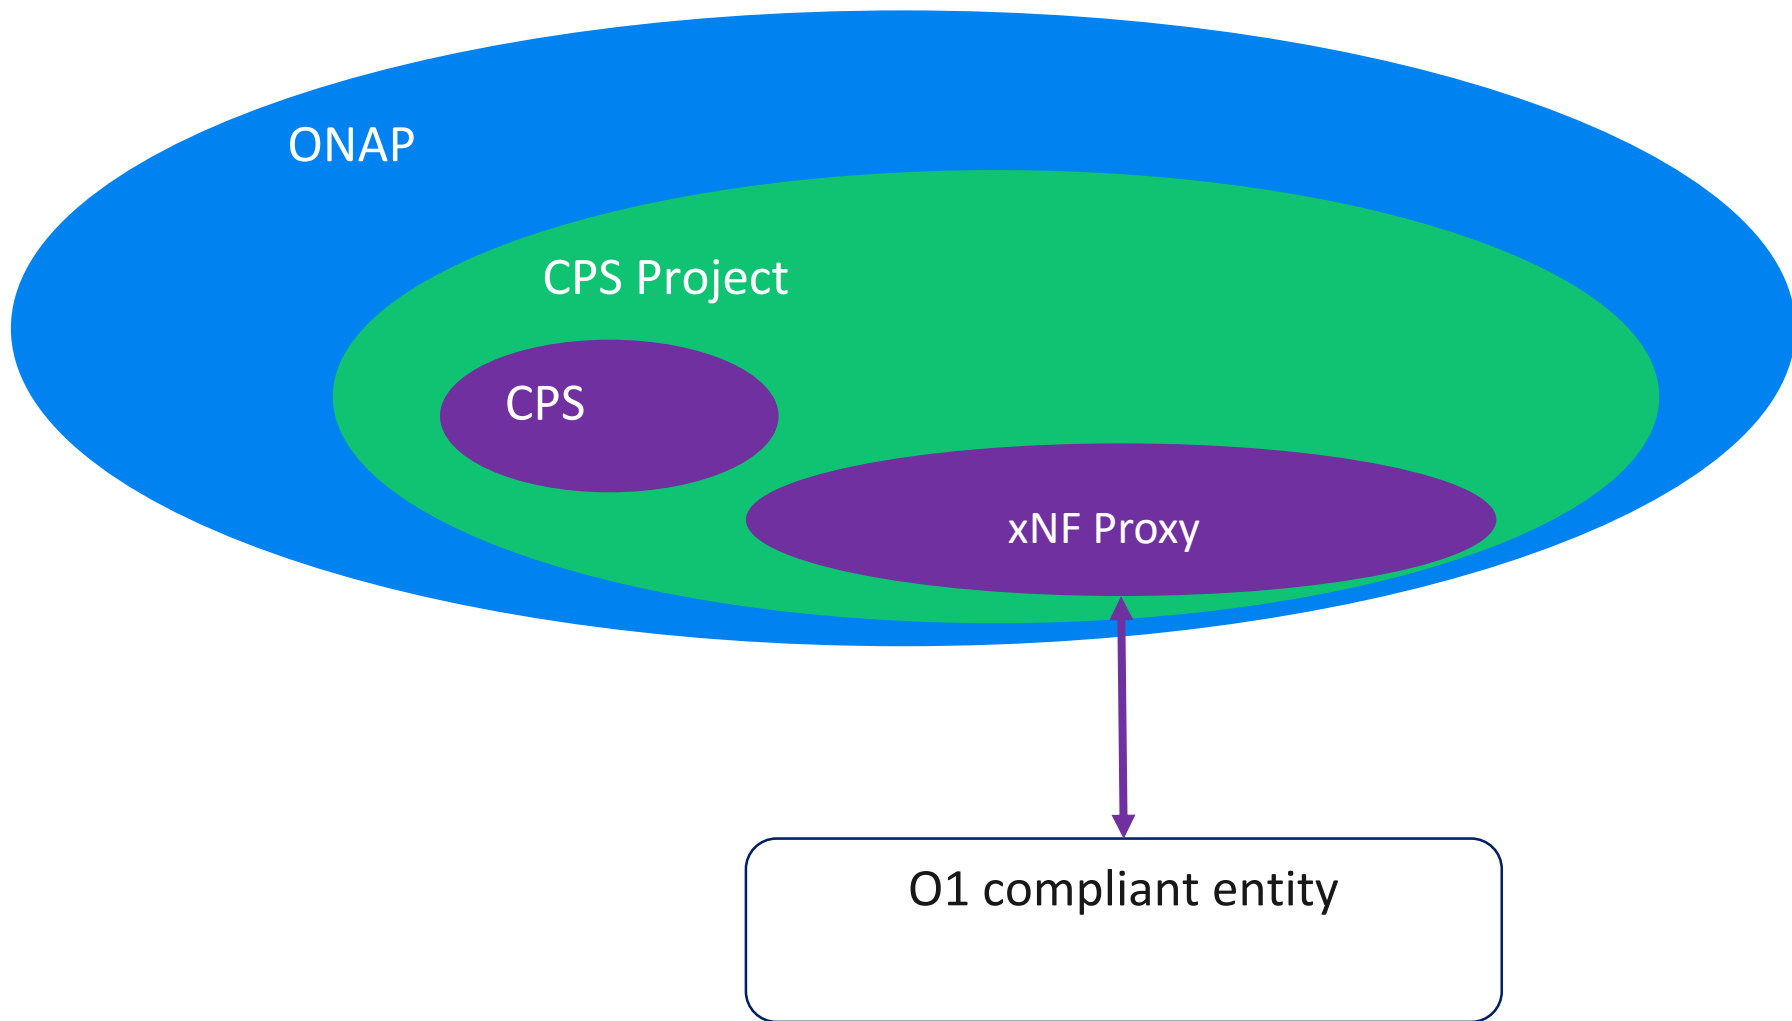 ONAP
CPS Project
CPS
xNF Proxy
O1 compliant entity